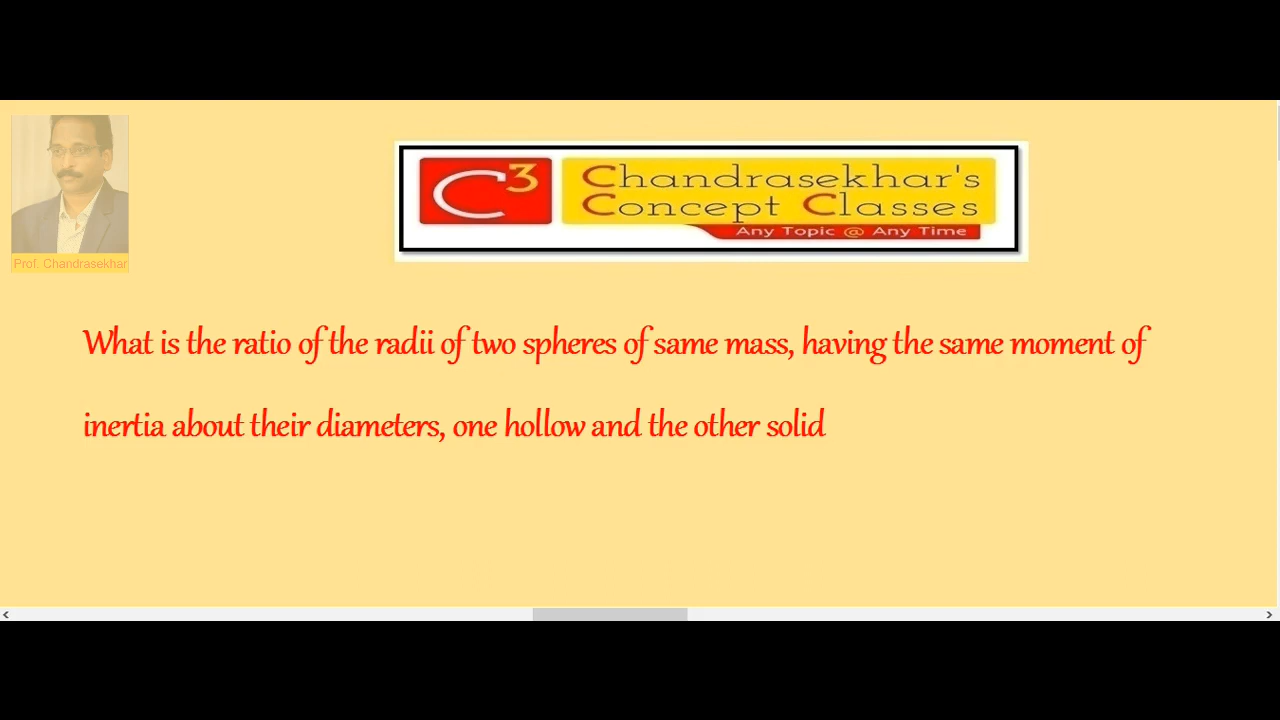 C3
Chandrasekhar's
Concept Classes
Any Topic @ Any Time
Prof. Chandrasekhar
What is the ratio of the radii of two spheres of same mass, having the same moment of
inertia about their diameters, one hollow and the other solid